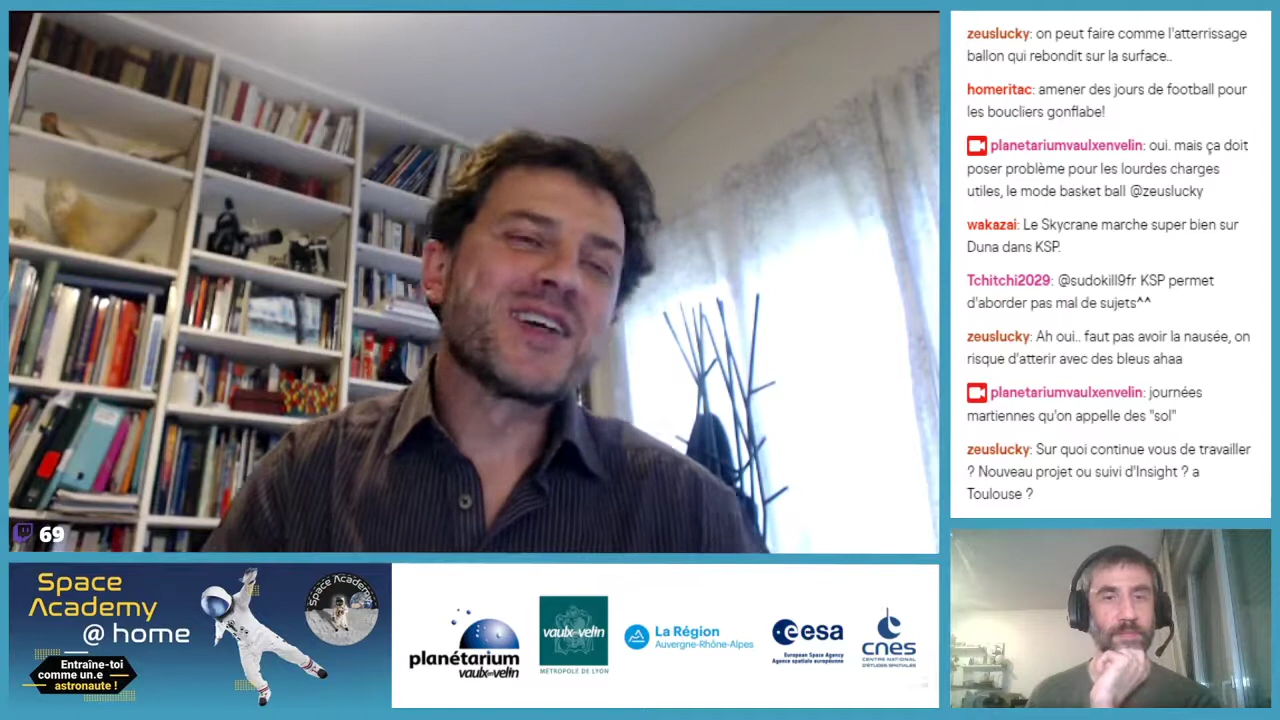 zeuslucky: on peut faire comme l'atterrissage
ballon qui rebondit sur la surface..
homeritac: amener des jours de football pour
les boucliers gonflabe!
planetariumvaulxenvelin: oui. mais ça doit
poser problème pour les lourdes charges
utiles, le mode basket ball @zeuslucky
wakazai: Le Skycrane marche super bien sur
Duna dans KSP.
Tchitchi2029: @sudokill9fr KSP permet
d'aborder pas mal de sujets^^
zeuslucky: Ah oui.. faut pas avoir la nausée, on
risque d'atterir avec des bleus ahaa
planetariumvaulxenvelin: journées
martiennes qu'on appelle des "sol"
zeuslucky: Sur quoi continue vous de travailler
? Nouveau projet ou suivi d'Insight ? a
Toulouse ?
69
Space
Academy
@ home
Entraîne-toi
comme un.e
astronaute !
Space Academy
planétarium
vaulx en velin
vaulx en velin
MÉTROPOLE DE LYON
La Région
Auvergne-Rhône-Alpes
esa
European Space Agency
Agence spatiale européenne
cnes
CENTRE NATIONAL
D'ÉTUDES SPATIALES